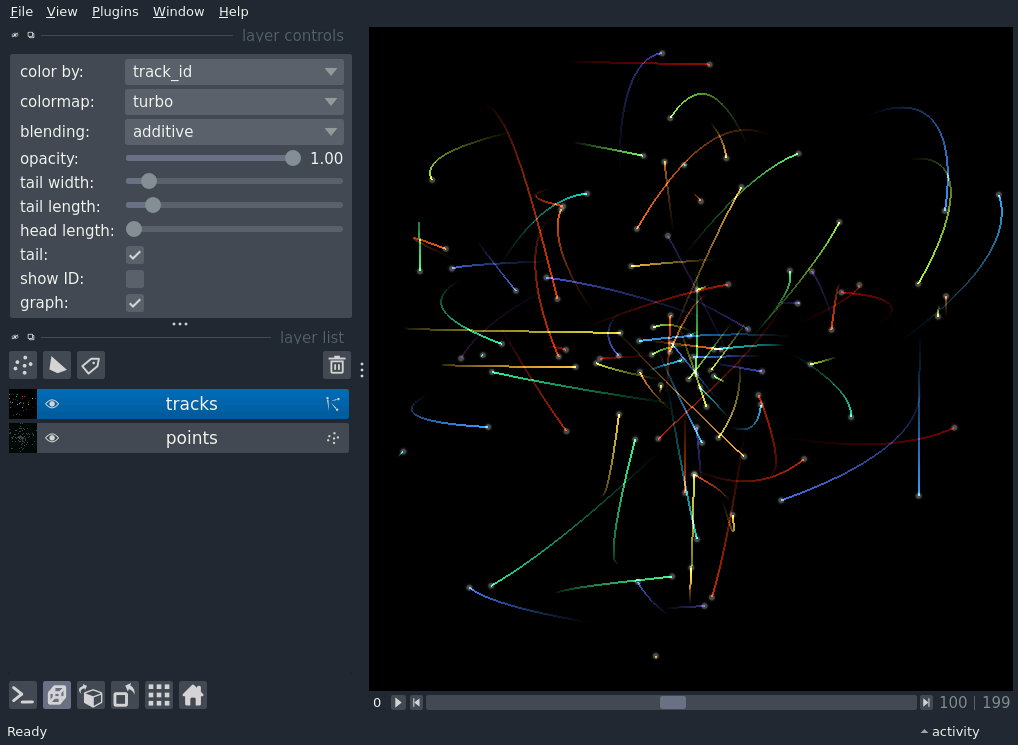 File View Plugins Window Help
layer controls
color by: track_id
colormap: turbo
blending: additive
opacity: 1.00
tail width:
tail length:
head length:
tail:
show ID:
graph:
layer list
tracks
points
0 100 | 199
Ready activity